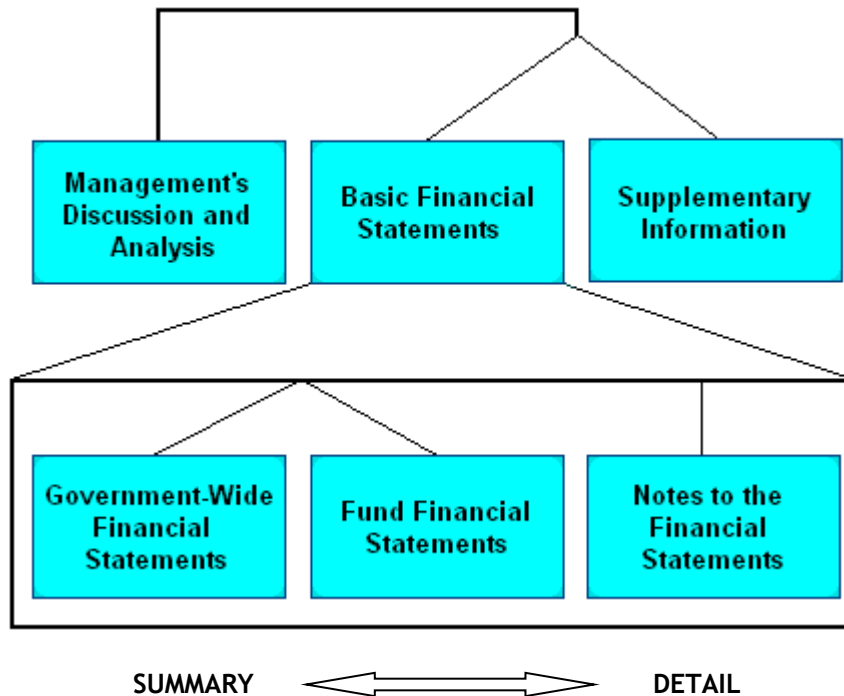 Management's
Discussion and
Analysis
Basic Financial
Statements
Supplementary
Information
Government-Wide
Financial
Statements
Fund Financial
Statements
Notes to the
Financial
Statements
SUMMARY
DETAIL